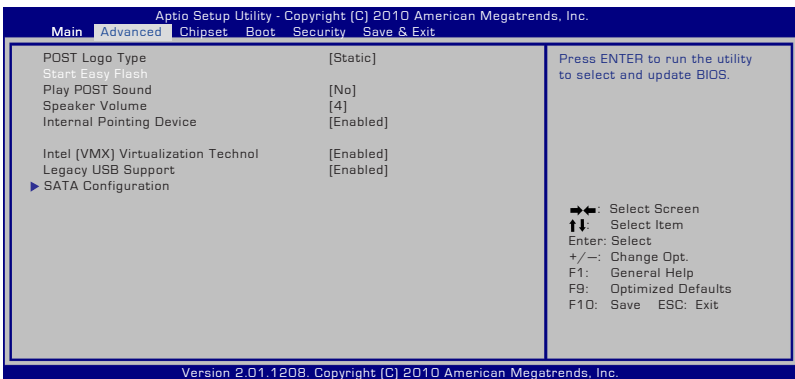 Aptio Setup Utility - Copyright (C) 2010 American Megatrends, Inc.
Main Advanced Chipset Boot Security Save & Exit
POST Logo Type [Static]
Start Easy Flash
Play POST Sound [No]
Speaker Volume [4]
Internal Pointing Device [Enabled]
Intel (VMX) Virtualization Technol [Enabled]
Legacy USB Support [Enabled]
SATA Configuration
Press ENTER to run the utility
to select and update BIOS.
→←: Select Screen
↑↓: Select Item
Enter: Select
+/—: Change Opt.
F1: General Help
F9: Optimized Defaults
F10: Save ESC: Exit
Version 2.01.1208. Copyright (C) 2010 American Megatrends, Inc.